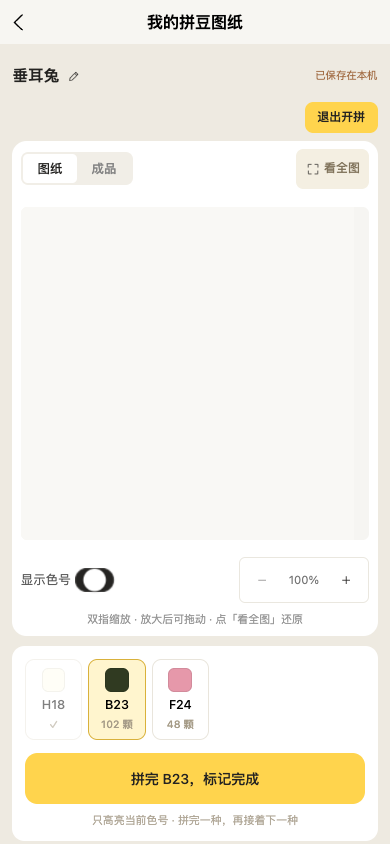 我的拼豆图纸
垂耳兔
已保存在本机
退出开拼
图纸 成品
看全图
显示色号
− 100% +
双指缩放 · 放大后可拖动 · 点「看全图」还原
H18 B23 F24
✓ 102 颗 48 颗
拼完 B23，标记完成
只高亮当前色号 · 拼完一种，再接着下一种